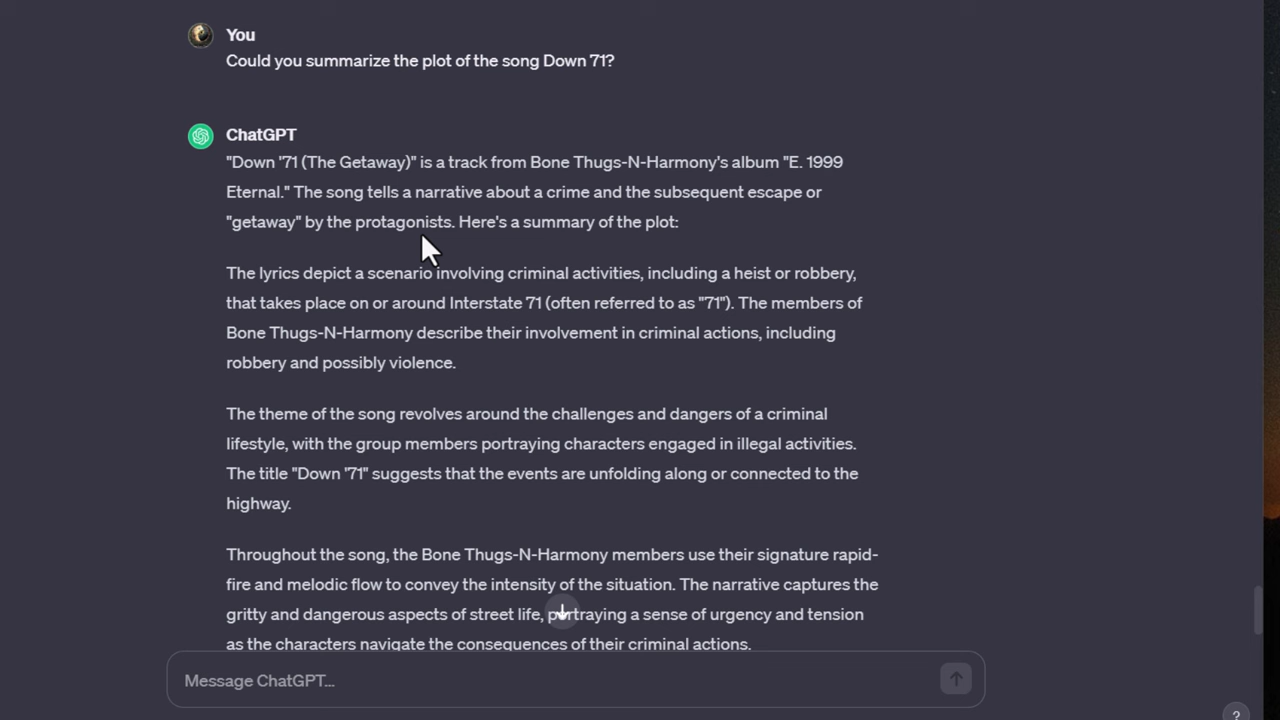 You
Could you summarize the plot of the song Down 71?
ChatGPT
"Down '71 (The Getaway)" is a track from Bone Thugs-N-Harmony's album "E. 1999
Eternal." The song tells a narrative about a crime and the subsequent escape or
"getaway" by the protagonists. Here's a summary of the plot:
The lyrics depict a scenario involving criminal activities, including a heist or robbery,
that takes place on or around Interstate 71 (often referred to as "71"). The members of
Bone Thugs-N-Harmony describe their involvement in criminal actions, including
robbery and possibly violence.
The theme of the song revolves around the challenges and dangers of a criminal
lifestyle, with the group members portraying characters engaged in illegal activities.
The title "Down '71" suggests that the events are unfolding along or connected to the
highway.
Throughout the song, the Bone Thugs-N-Harmony members use their signature rapid-
fire and melodic flow to convey the intensity of the situation. The narrative captures the
gritty and dangerous aspects of street life, portraying a sense of urgency and tension
as the characters navigate the consequences of their criminal actions.
Message ChatGPT...
?